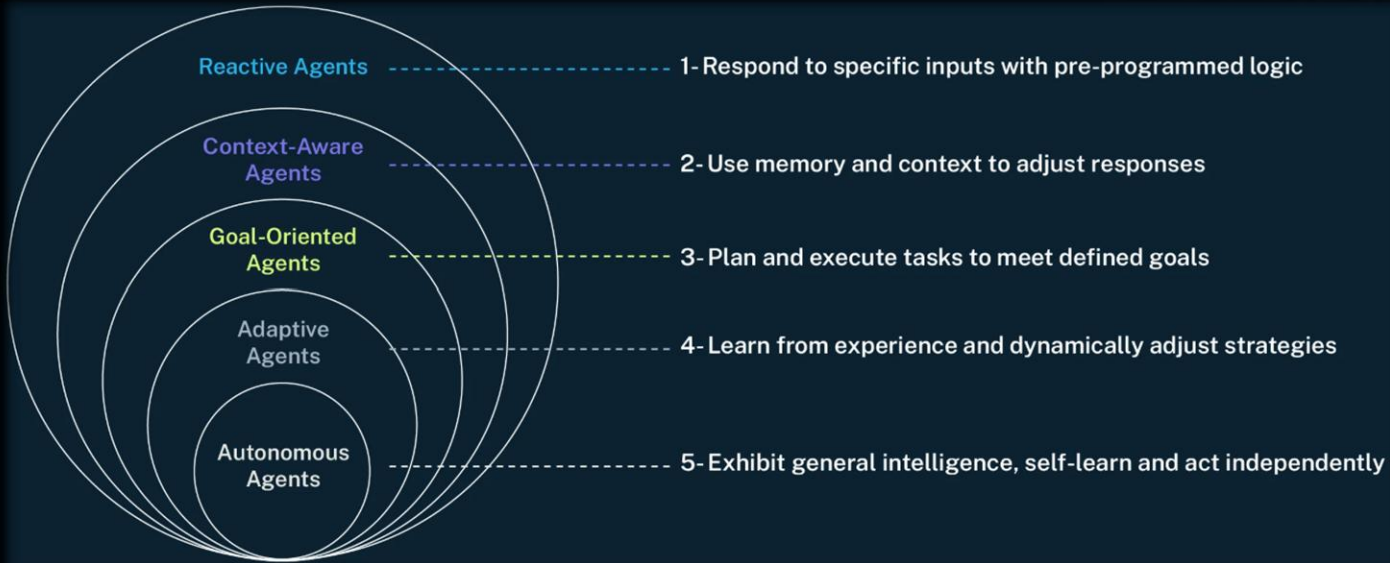 Reactive Agents
1- Respond to specific inputs with pre-programmed logic
Context-Aware
Agents
2- Use memory and context to adjust responses
Goal-Oriented
Agents
3- Plan and execute tasks to meet defined goals
Adaptive
Agents
4- Learn from experience and dynamically adjust strategies
Autonomous
Agents
5- Exhibit general intelligence, self-learn and act independently